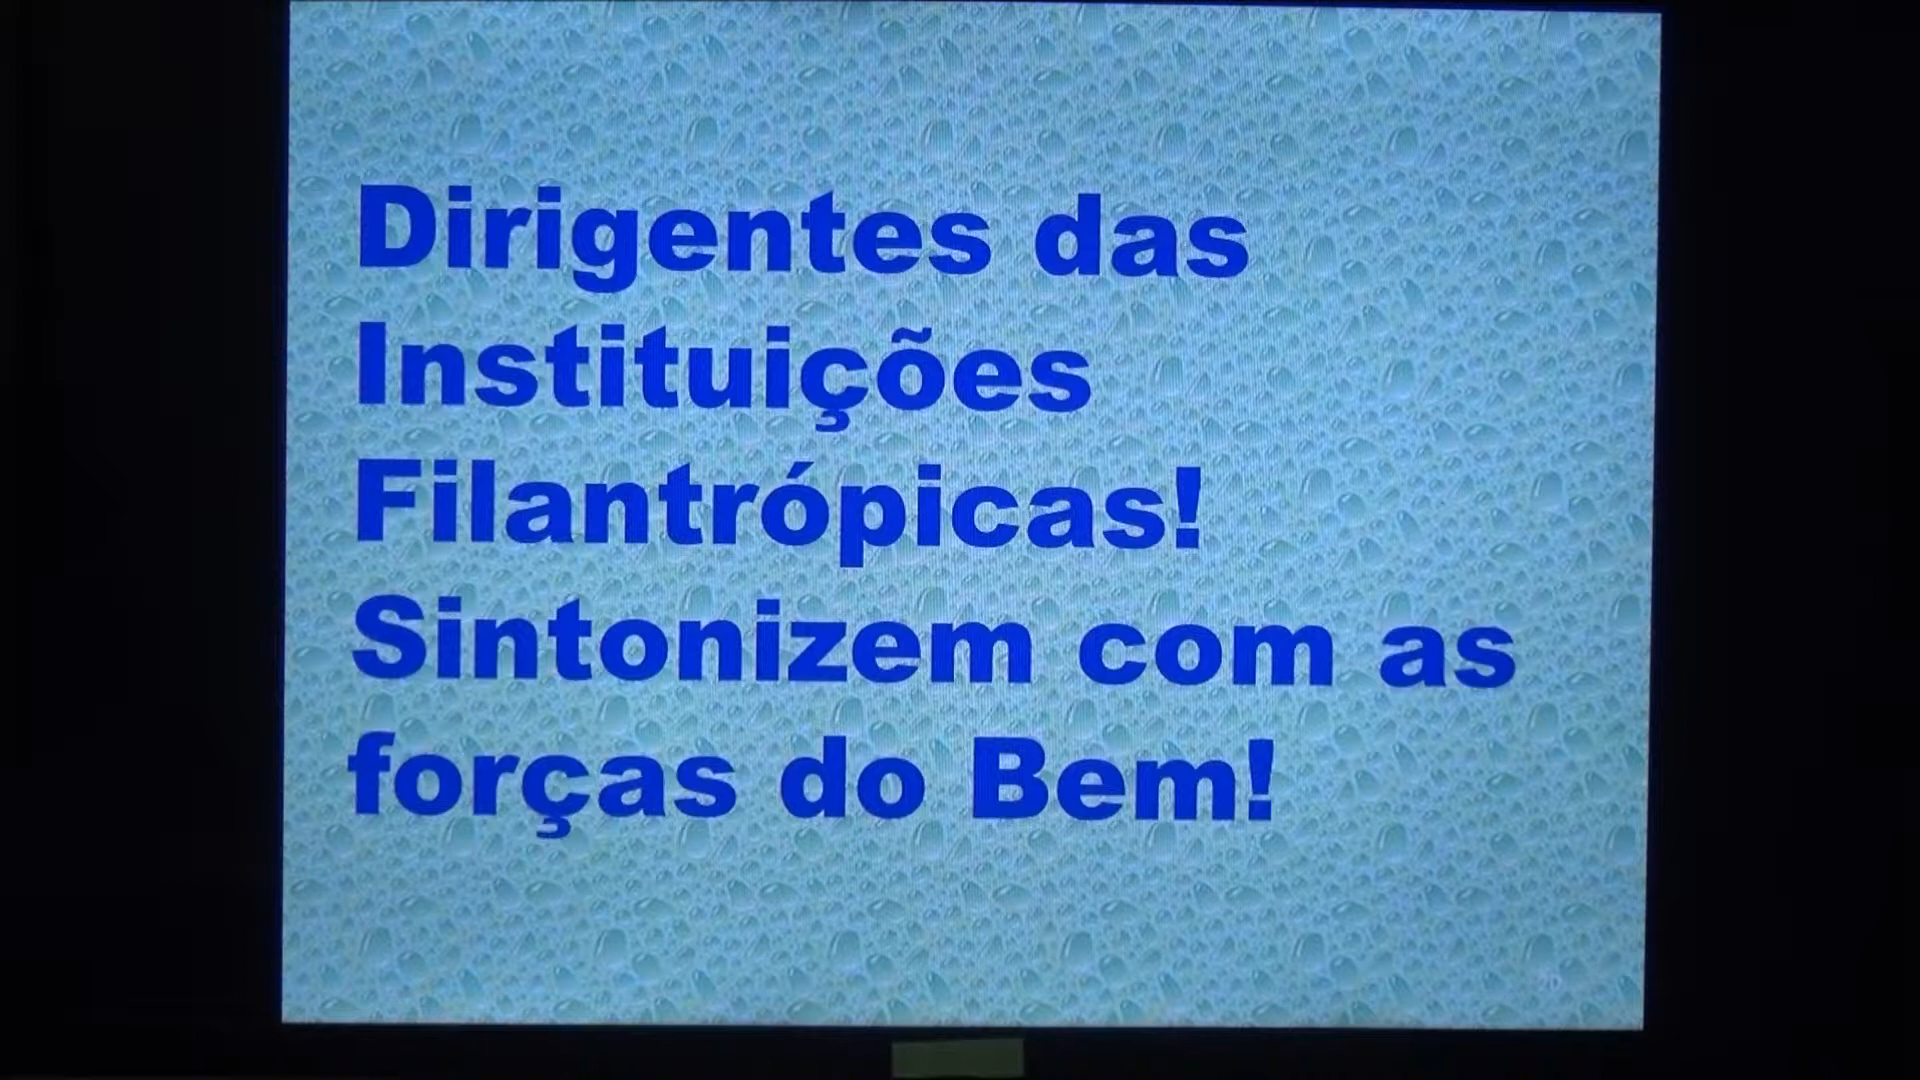 Dirigentes das
Instituições
Filantrópicas!
Sintonizem com as
forças do Bem!